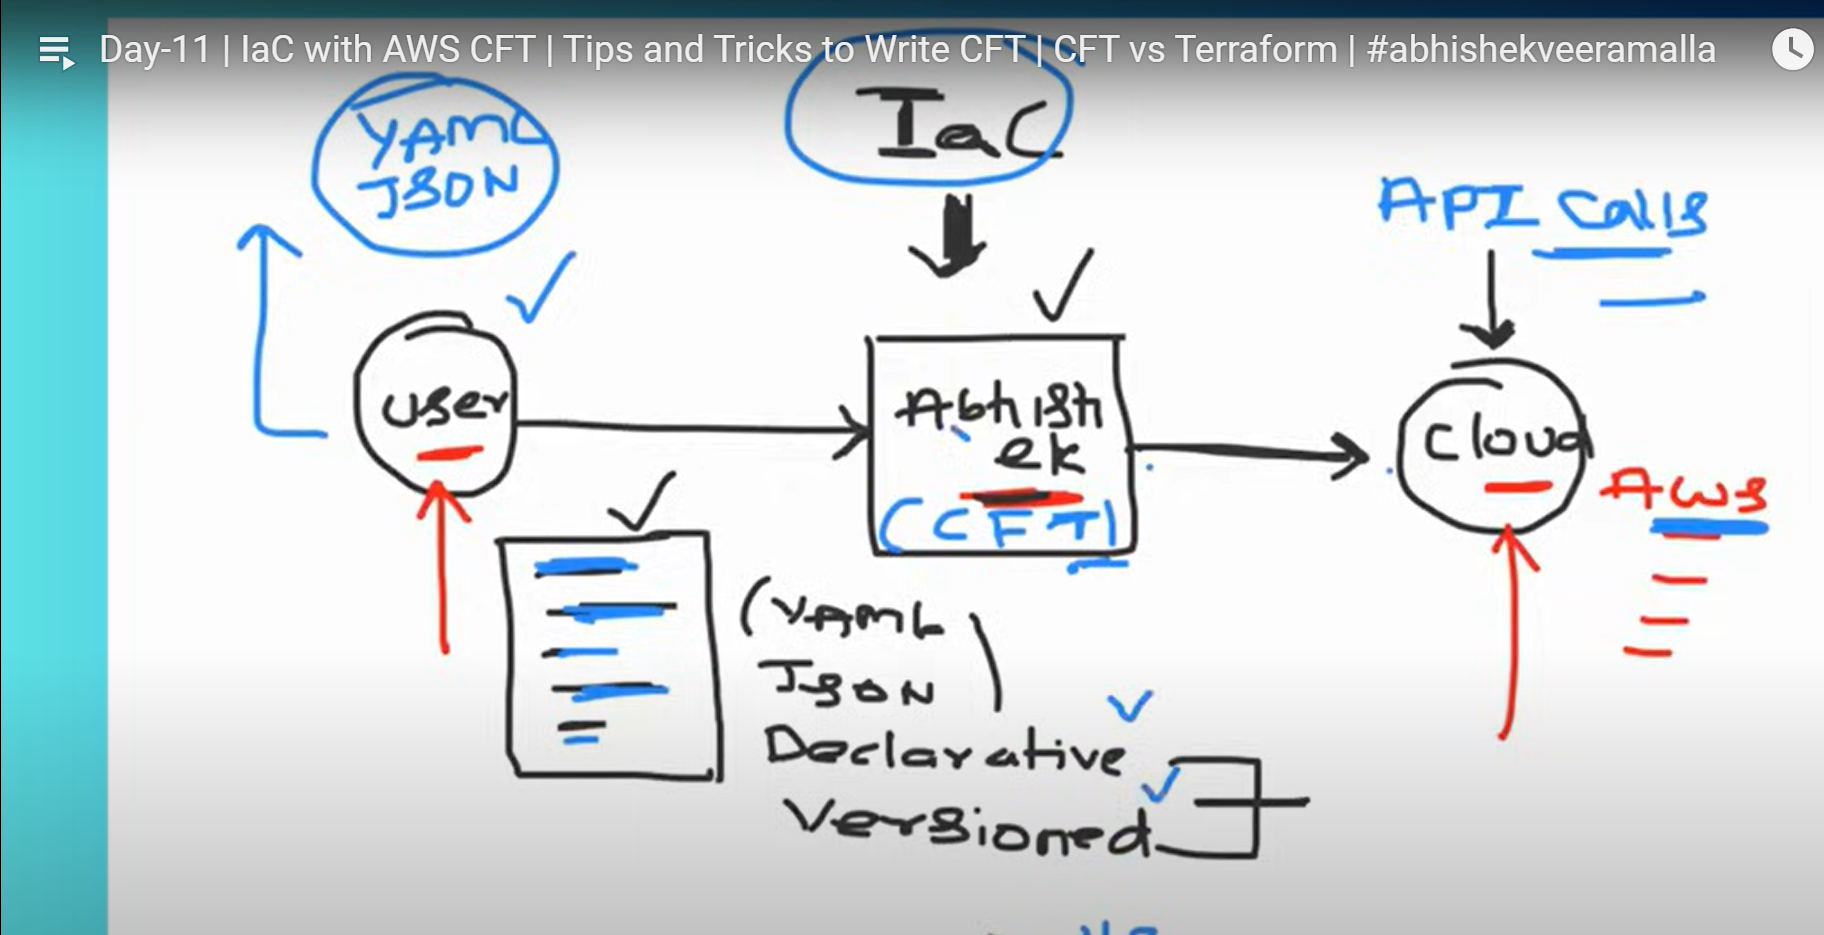 Day-11 | IaC with AWS CFT | Tips and Tricks to Write CFT | CFT vs Terraform | #abhishekveeramalla
YAML
JSON
IaC
API Calls
user
Abhish
ek
(CFT)
Cloud
AWS
(YAML
JSON)
Declarative
Versioned